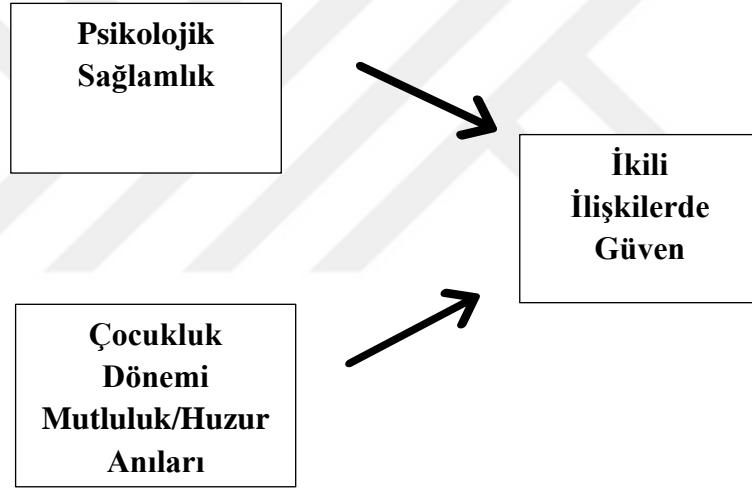 Psikolojik
Sağlamlık
İkili
İlişkilerde
Güven
Çocukluk
Dönemi
Mutluluk/Huzur
Anıları